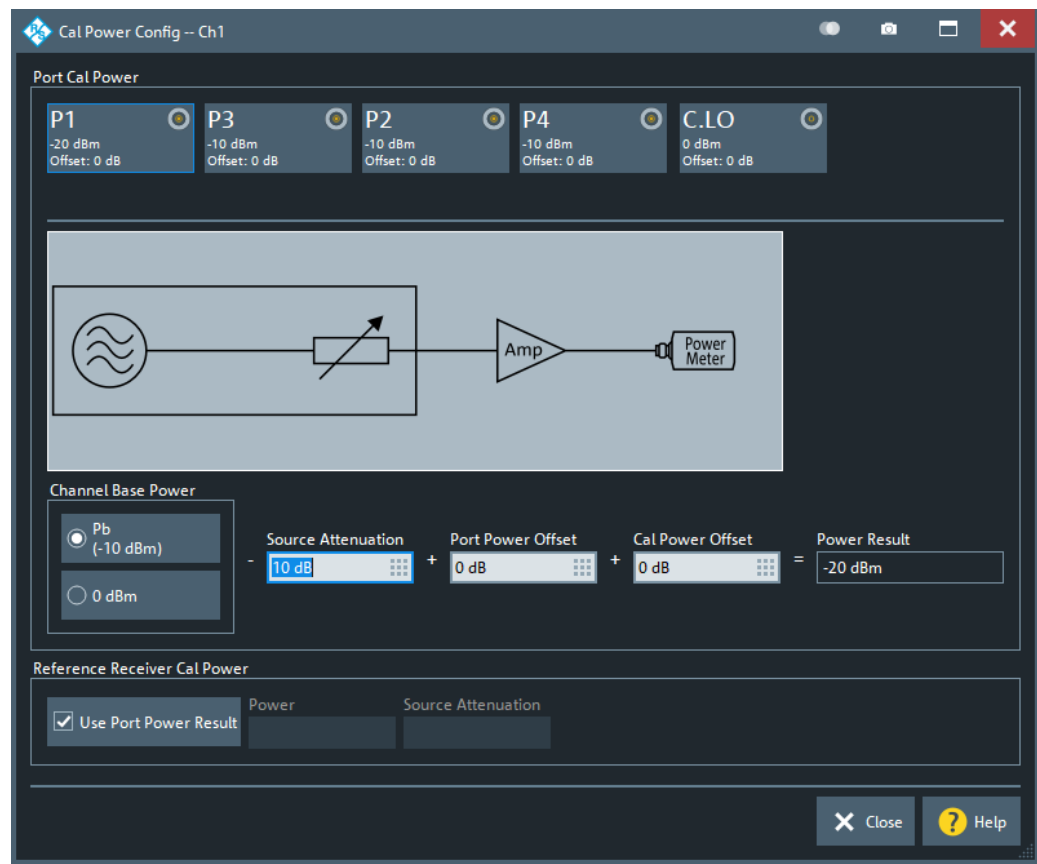 R&S
Cal Power Config -- Ch1
Port Cal Power
P1
-20 dBm
Offset: 0 dB
P3
-10 dBm
Offset: 0 dB
P2
-10 dBm
Offset: 0 dB
P4
-10 dBm
Offset: 0 dB
C.LO
0 dBm
Offset: 0 dB
Amp
Power
Meter
Channel Base Power
Pb
(-10 dBm)
0 dBm
-
Source Attenuation
10 dB
+
Port Power Offset
0 dB
+
Cal Power Offset
0 dB
=
Power Result
-20 dBm
Reference Receiver Cal Power
Use Port Power Result
Power
Source Attenuation
Close
? Help